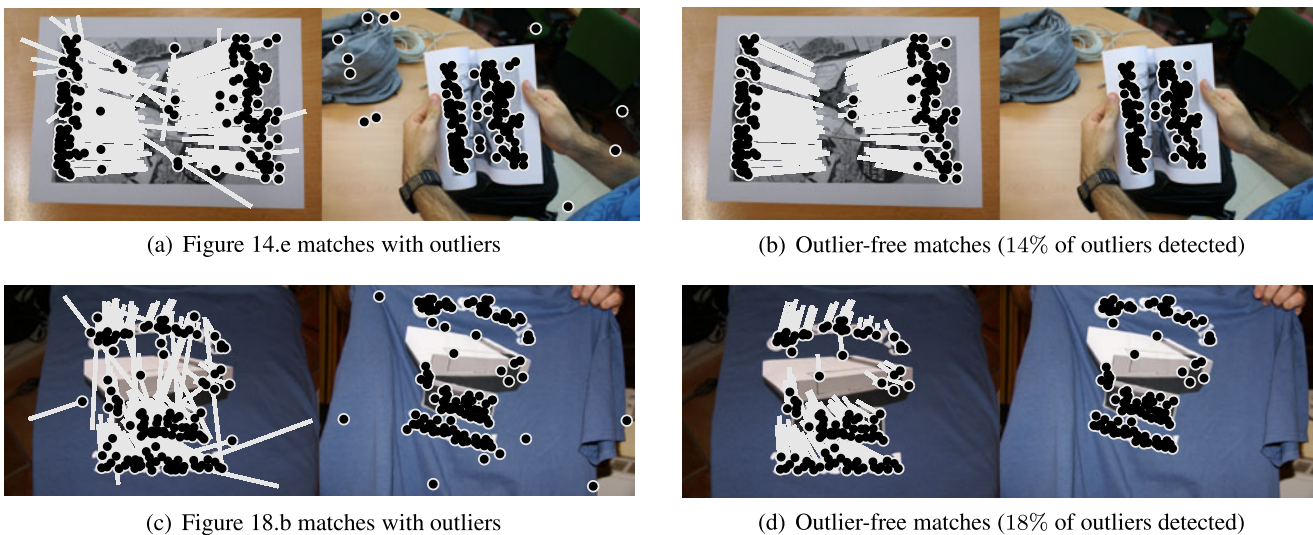 (a) Figure 14.e matches with outliers
(b) Outlier-free matches (14% of outliers detected)
(c) Figure 18.b matches with outliers
(d) Outlier-free matches (18% of outliers detected)